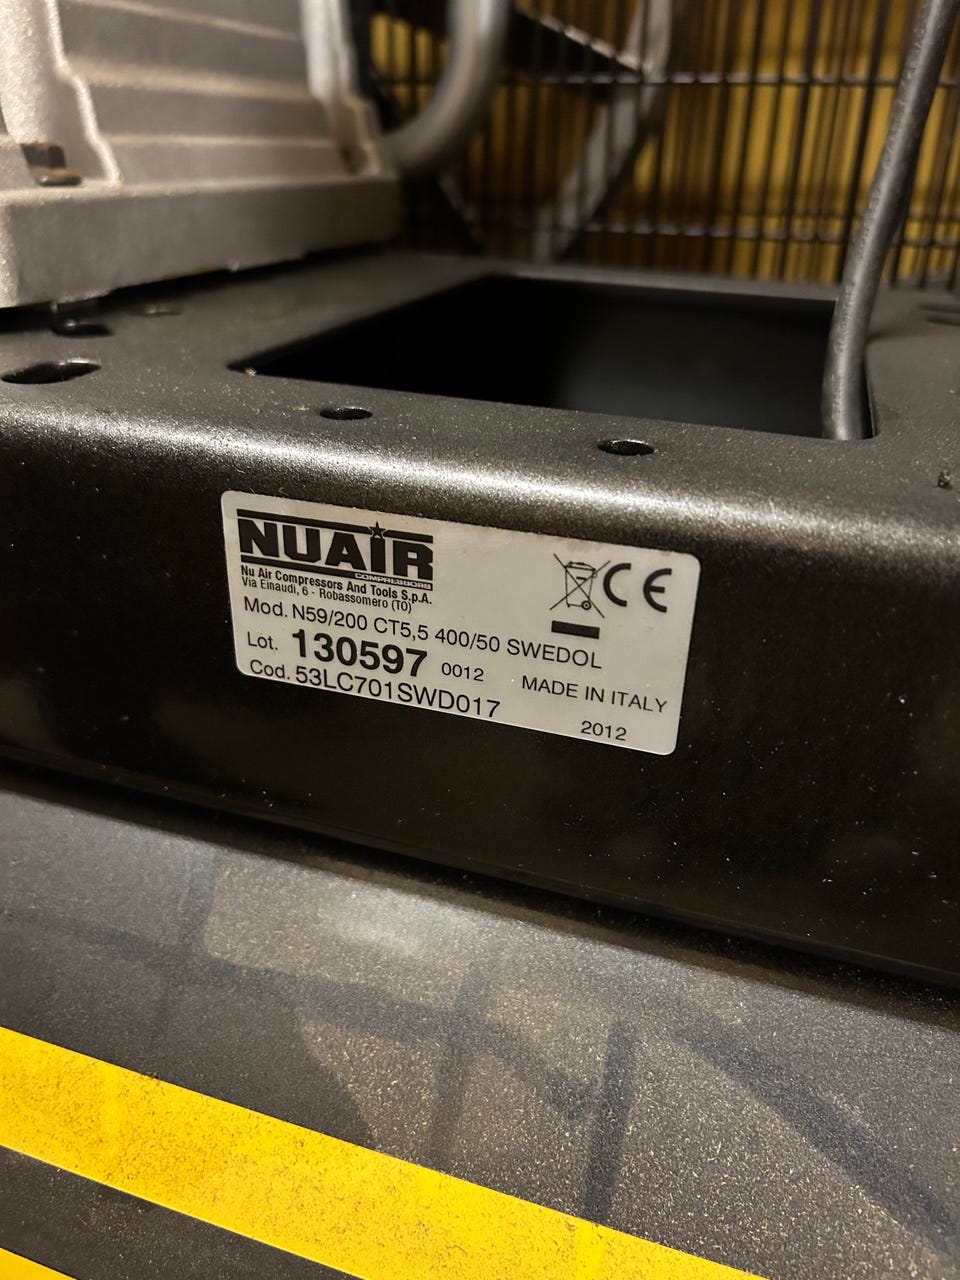 NUAIR
COMPRESSORS
Nu Air Compressors And Tools S.p.A.
Via Einaudi, 6 - Robassomero (TO)
Mod. N59/200 CT5,5 400/50 SWEDOL
Lot. 130597 0012
MADE IN ITALY
Cod. 53LC701SWD017
2012
CE